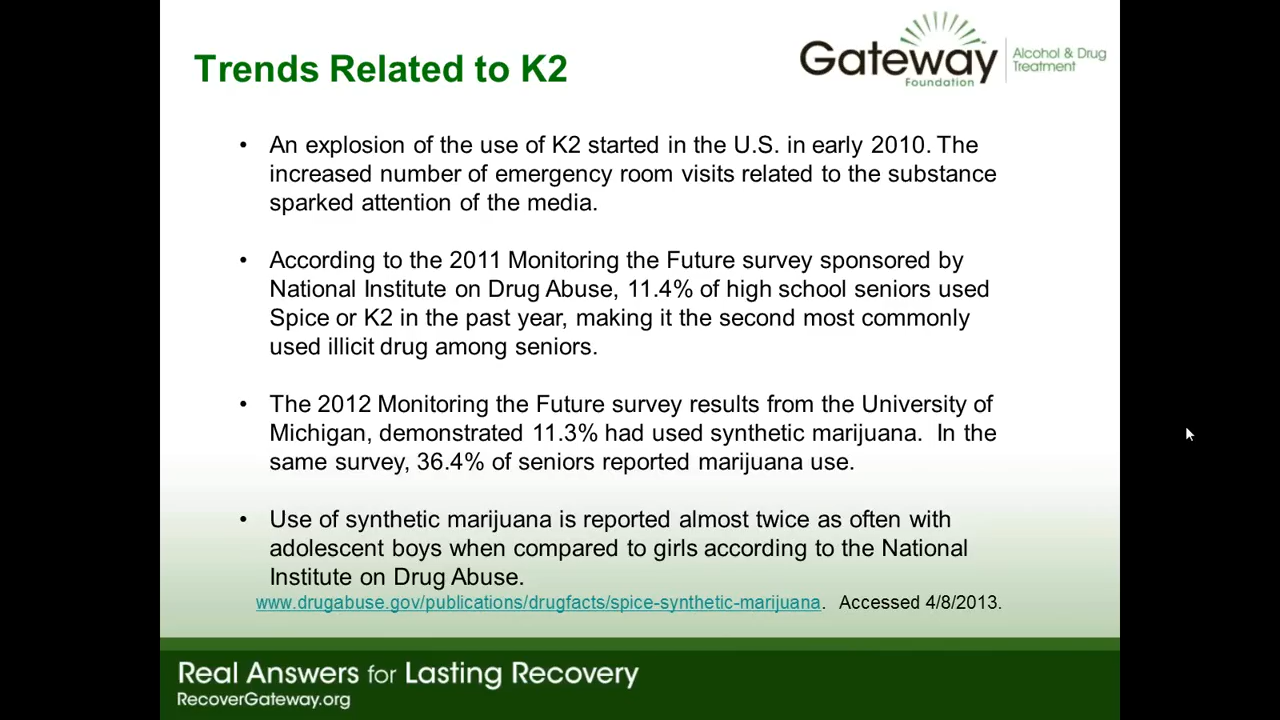 Trends Related to K2
Gateway
Foundation
Alcohol & Drug
Treatment
• An explosion of the use of K2 started in the U.S. in early 2010. The
increased number of emergency room visits related to the substance
sparked attention of the media.
• According to the 2011 Monitoring the Future survey sponsored by
National Institute on Drug Abuse, 11.4% of high school seniors used
Spice or K2 in the past year, making it the second most commonly
used illicit drug among seniors.
• The 2012 Monitoring the Future survey results from the University of
Michigan, demonstrated 11.3% had used synthetic marijuana.  In the
same survey, 36.4% of seniors reported marijuana use.
• Use of synthetic marijuana is reported almost twice as often with
adolescent boys when compared to girls according to the National
Institute on Drug Abuse.
www.drugabuse.gov/publications/drugfacts/spice-synthetic-marijuana.  Accessed 4/8/2013.
Real Answers for Lasting Recovery
RecoverGateway.org